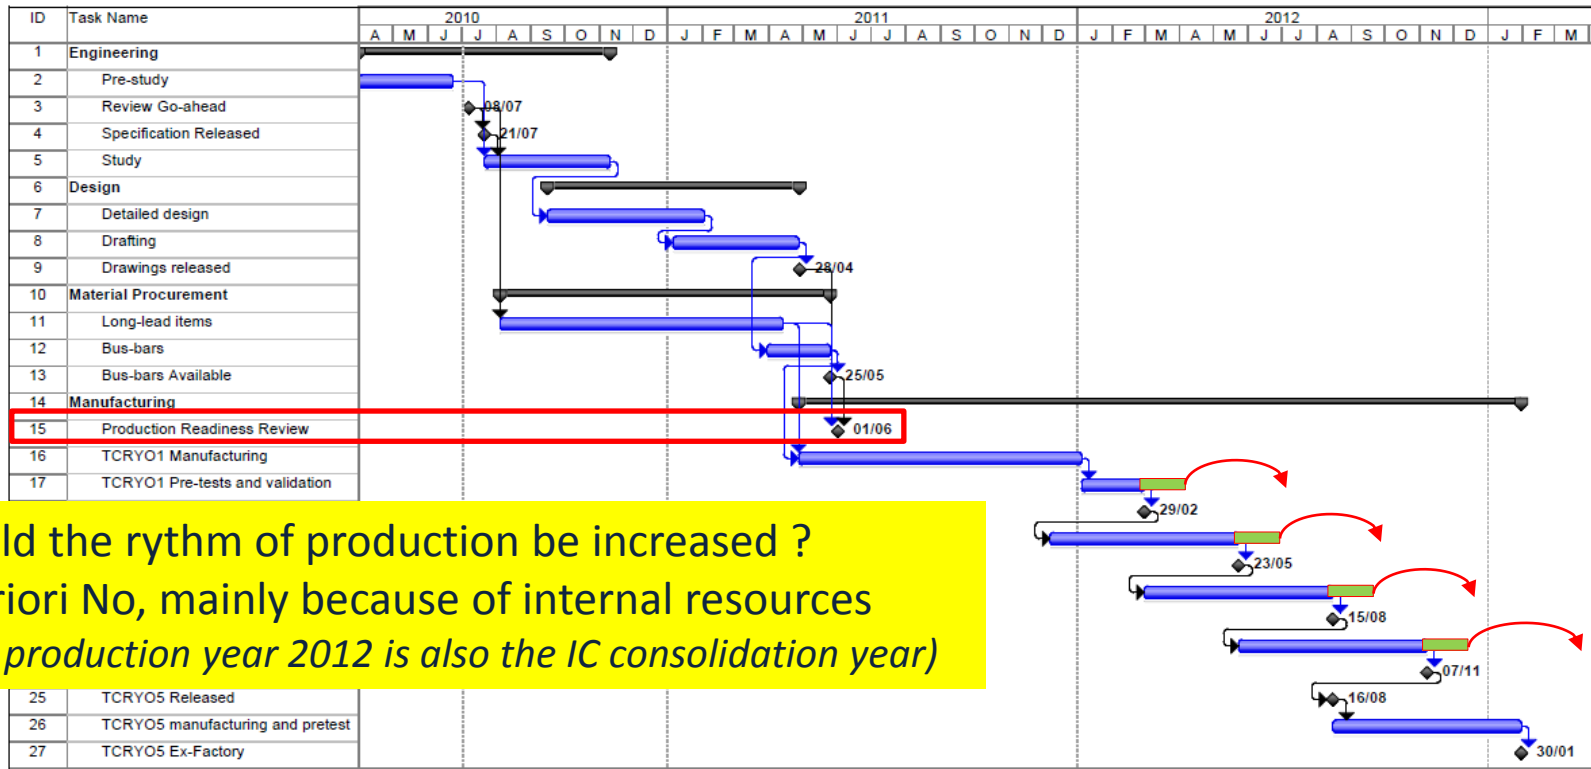 ID Task Name 2010 2011 2012
A M J J A S O N D J F M A M J J A S O N D J F M A M J J A S O N D J F M
1 Engineering
2 Pre-study
3 Review Go-ahead 08/07
4 Specification Released 21/07
5 Study
6 Design
7 Detailed design
8 Drafting
9 Drawings released 28/04
10 Material Procurement
11 Long-lead items
12 Bus-bars
13 Bus-bars Available 25/05
14 Manufacturing
15 Production Readiness Review 01/06
16 TCRYO1 Manufacturing
17 TCRYO1 Pre-tests and validation
29/02
ld the rythm of production be increased ?
23/05
riori No, mainly because of internal resources
15/08
production year 2012 is also the IC consolidation year)
07/11
25 TCRYO5 Released 16/08
26 TCRYO5 manufacturing and pretest
27 TCRYO5 Ex-Factory 30/01